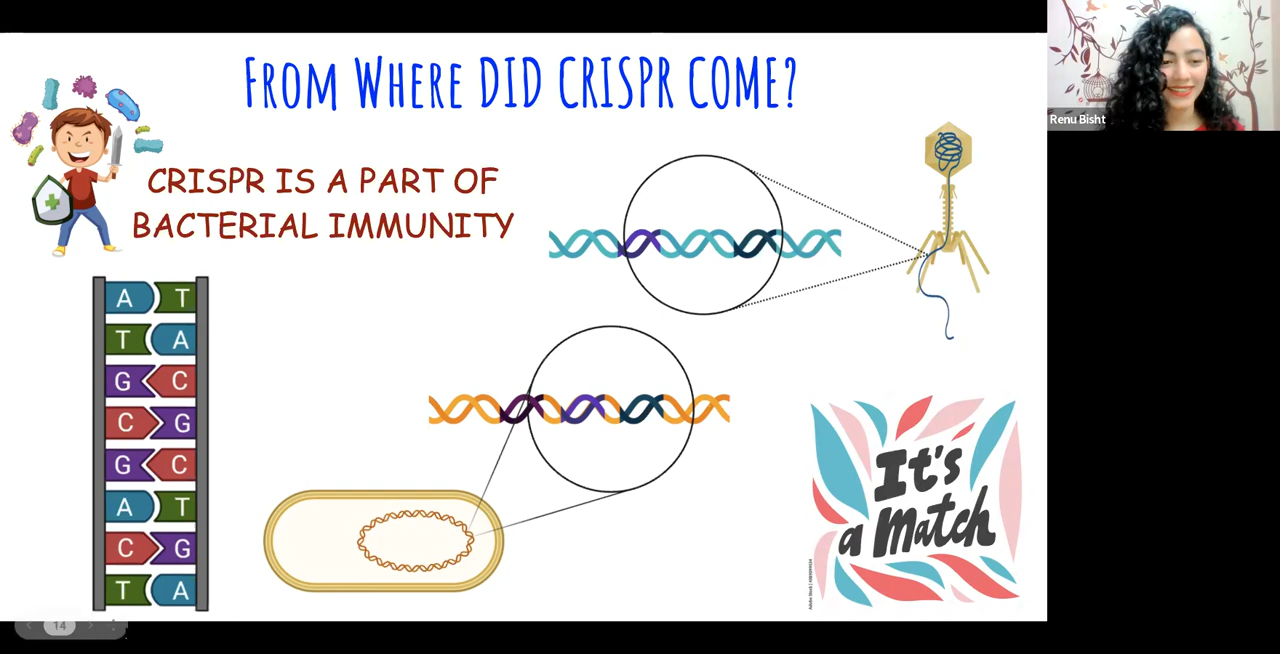 FROM WHERE DID CRISPR COME?
Renu Bisht
CRISPR IS A PART OF
BACTERIAL IMMUNITY
A T
T A
G C
C G
G C
A T
C G
T A
It's
a Match
14